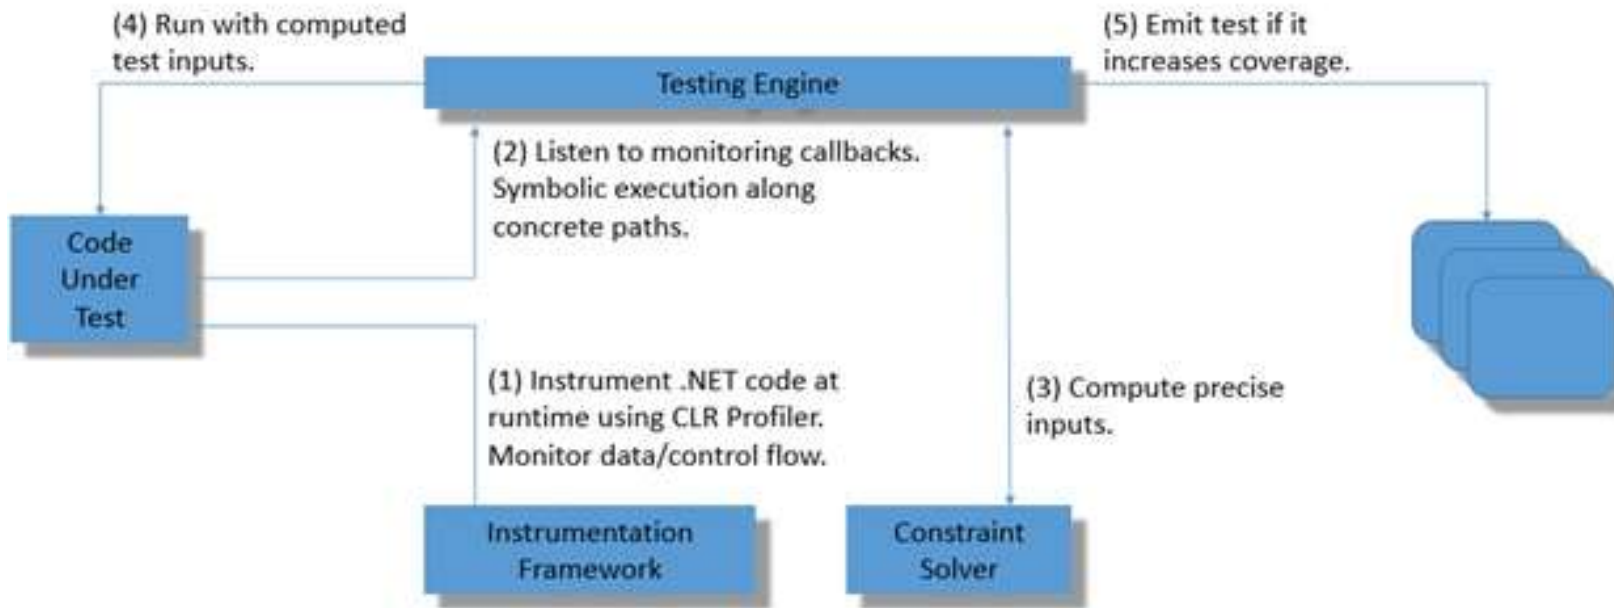 (4) Run with computed
test inputs.
(5) Emit test if it
increases coverage.
Testing Engine
(2) Listen to monitoring callbacks.
Symbolic execution along
concrete paths.
Code
Under
Test
(1) Instrument .NET code at
runtime using CLR Profiler.
Monitor data/control flow.
(3) Compute precise
inputs.
Instrumentation
Framework
Constraint
Solver